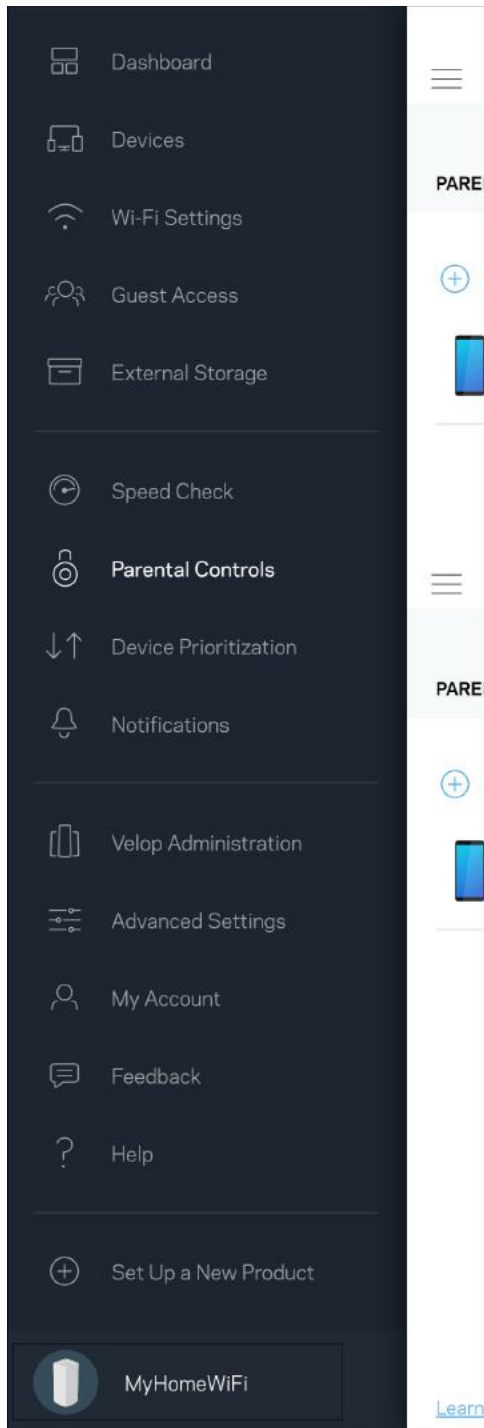 Dashboard
Devices
Wi-Fi Settings
Guest Access
External Storage
Speed Check
Parental Controls
Device Prioritization
Notifications
Velop Administration
Advanced Settings
My Account
Feedback
? Help
Set Up a New Product
MyHomeWiFi
PARE
PARE
Learn